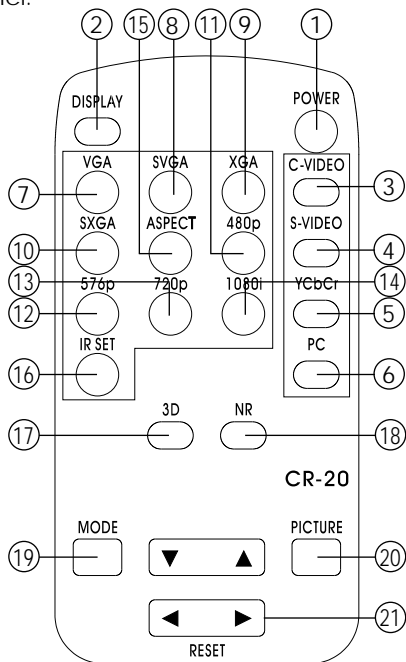 nel.
2 15 8 11 9 1
DISPLAY POWER
VGA SVGA XGA C-VIDEO
7 3
SXGA ASPECT 480p S-VIDEO
10 4
13 576p 720p 1080i YCbCr 14
12 5
IR SET PC
16 6
3D NR
17 18
CR-20
MODE PICTURE
19 20
21
RESET